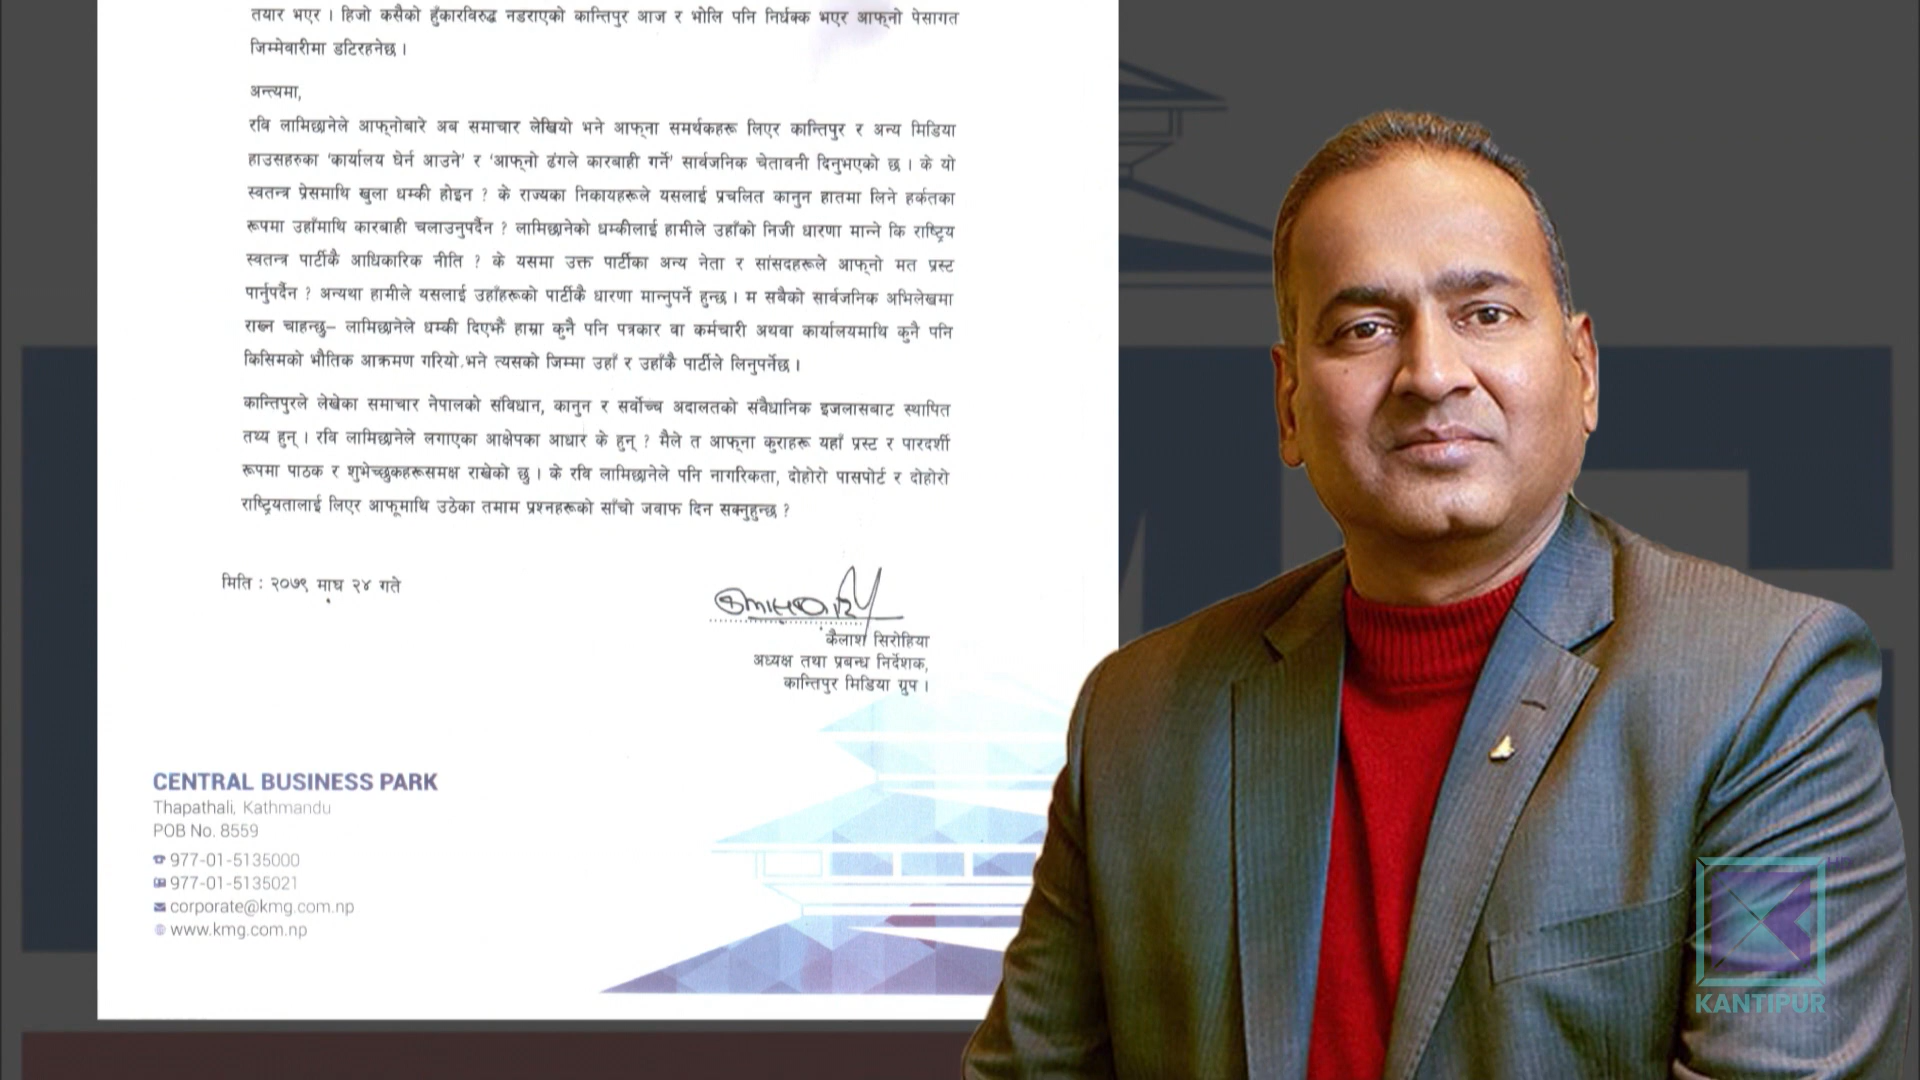 तयार भएर । हिजो कसैको हुँकारविरुद्ध नडराएको कान्तिपुर आज र भोलि पनि निर्धक्क भएर आफ्नो पेसागत
जिम्मेवारीमा डटिरहनेछ ।
अन्त्यमा,
रवि लामिछानेले आफ्नोबारे अब समाचार लेखियो भने आफ्ना समर्थकहरू लिएर कान्तिपुर र अन्य मिडिया
हाउसहरुका 'कार्यालय घेर्न आउने' र 'आफ्नो ढंगले कारबाही गर्ने' सार्वजनिक चेतावनी दिनुभएको छ । के यो
स्वतन्त्र प्रेसमाथि खुला धम्की होइन ? के राज्यका निकायहरूले यसलाई प्रचलित कानुन हातमा लिने हर्कतका
रूपमा उहाँमाथि कारबाही चलाउनुपर्दैन ? लामिछानेको धम्कीलाई हामीले उहाँको निजी धारणा मान्ने कि राष्ट्रिय
स्वतन्त्र पार्टीकै आधिकारिक नीति ? के यसमा उक्त पार्टीका अन्य नेता र सांसदहरूले आफ्नो मत प्रस्ट
पार्नुपर्दैन ? अन्यथा हामीले यसलाई उहाँहरूको पार्टीकै धारणा मान्नुपर्ने हुन्छ । म सबैको सार्वजनिक अभिलेखमा
राख्न चाहन्छु– लामिछानेले धम्की दिएझैं हाम्रा कुनै पनि पत्रकार वा कर्मचारी अथवा कार्यालयमाथि कुनै पनि
किसिमको भौतिक आक्रमण गरियो भने त्यसको जिम्मा उहाँ र उहाँकै पार्टीले लिनुपर्नेछ ।
कान्तिपुरले लेखेका समाचार नेपालको संविधान, कानुन र सर्वोच्च अदालतको संवैधानिक इजलासबाट स्थापित
तथ्य हुन् । रवि लामिछानेले लगाएका आक्षेपका आधार के हुन् ? मैले त आफ्ना कुराहरू यहाँ प्रस्ट र पारदर्शी
रूपमा पाठक र शुभेच्छुकहरूसमक्ष राखेको छु । के रवि लामिछानेले पनि नागरिकता, दोहोरो पासपोर्ट र दोहोरो
राष्ट्रियतालाई लिएर आफूमाथि उठेका तमाम प्रश्नहरूको साँचो जवाफ दिन सक्नुहुन्छ ?
मिति : २०७९ माघ २४ गते
कैलाश सिरोहिया
अध्यक्ष तथा प्रबन्ध निर्देशक,
कान्तिपुर मिडिया ग्रुप ।
CENTRAL BUSINESS PARK
Thapathali, Kathmandu
POB No. 8559
977-01-5135000
977-01-5135021
corporate@kmg.com.np
www.kmg.com.np
HD
KANTIPUR